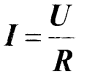 I = U/R